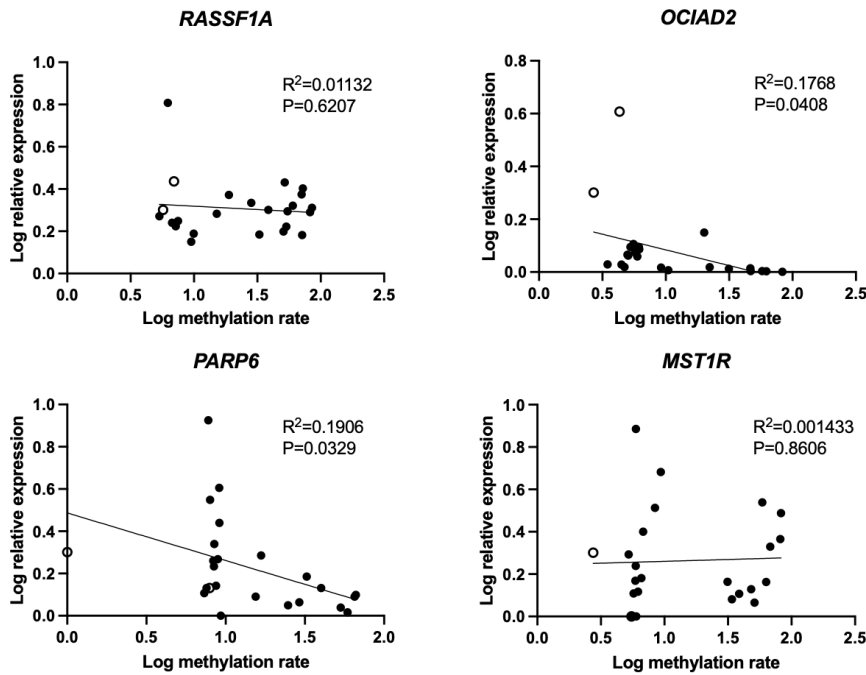 RASSF1A
R²=0.01132
P=0.6207
Log relative expression
1.0
0.8
0.6
0.4
0.2
0.0
0.0 0.5 1.0 1.5 2.0 2.5
Log methylation rate
OCIAD2
R²=0.1768
P=0.0408
Log relative expression
0.8
0.6
0.4
0.2
0.0
0.0 0.5 1.0 1.5 2.0 2.5
Log methylation rate
PARP6
R²=0.1906
P=0.0329
Log relative expression
1.0
0.8
0.6
0.4
0.2
0.0
0.0 0.5 1.0 1.5 2.0
Log methylation rate
MST1R
R²=0.001433
P=0.8606
Log relative expression
1.0
0.8
0.6
0.4
0.2
0.0
0.0 0.5 1.0 1.5 2.0 2.5
Log methylation rate